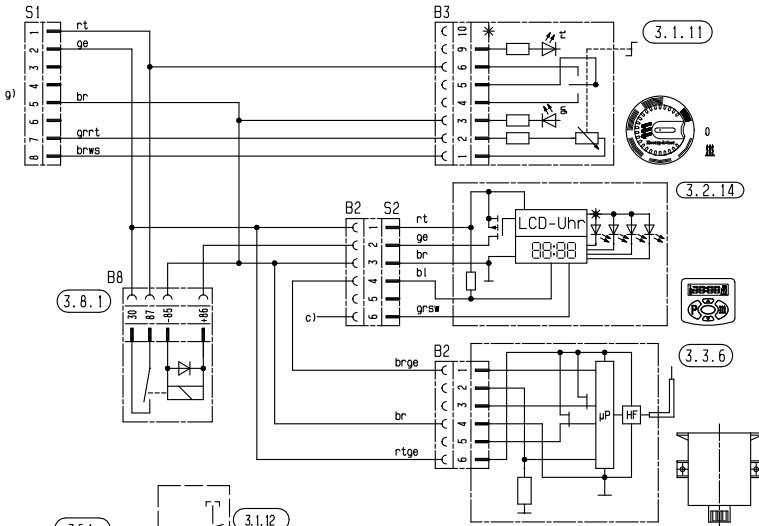 S1
1 rt
2 ge
3
4
g)
5 br
6
7 grrt
8 brws
B3
10
9
6
5
4
3
2
1
3.1.11
0
B2 S2
1 rt
2 ge
3 br
4 bl
5
c) 6 grsw
LCD-Uhr
88:88
3.2.14
P
B8
3.8.1
30 87 -85 +86
B2
brge 1
2
3
br 4
5
rtge 6
µP
HF
3.3.6
3.1.12